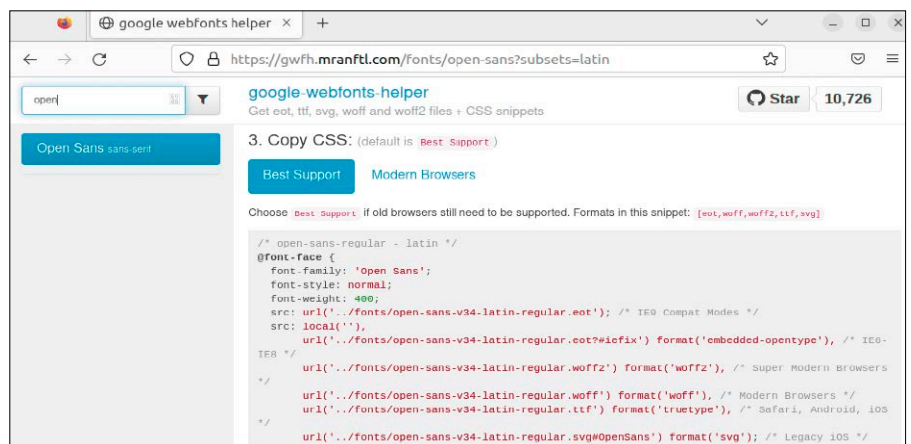 google webfonts helper × +
https://gwfh.mranftl.com/fonts/open-sans?subsets=latin
open
google-webfonts-helper
Get eot, ttf, svg, woff and woff2 files + CSS snippets
Star 10,726
Open Sans sans-serif
3. Copy CSS: (default is Best Support)
Best Support Modern Browsers
Choose Best Support if old browsers still need to be supported. Formats in this snippet: [eot,woff,woff2,ttf,svg]
/* open-sans-regular - latin */
@font-face {
font-family: 'Open Sans';
font-style: normal;
font-weight: 400;
src: url('../fonts/open-sans-v34-latin-regular.eot'); /* IE9 Compat Modes */
src: local(''),
url('../fonts/open-sans-v34-latin-regular.eot?#iefix') format('embedded-opentype'), /* IE6-
IE8 */
url('../fonts/open-sans-v34-latin-regular.woff2') format('woff2'), /* Super Modern Browsers
*/
url('../fonts/open-sans-v34-latin-regular.woff') format('woff'), /* Modern Browsers */
url('../fonts/open-sans-v34-latin-regular.ttf') format('truetype'), /* Safari, Android, iOS
*/
url('../fonts/open-sans-v34-latin-regular.svg#OpenSans') format('svg'); /* Legacy iOS */